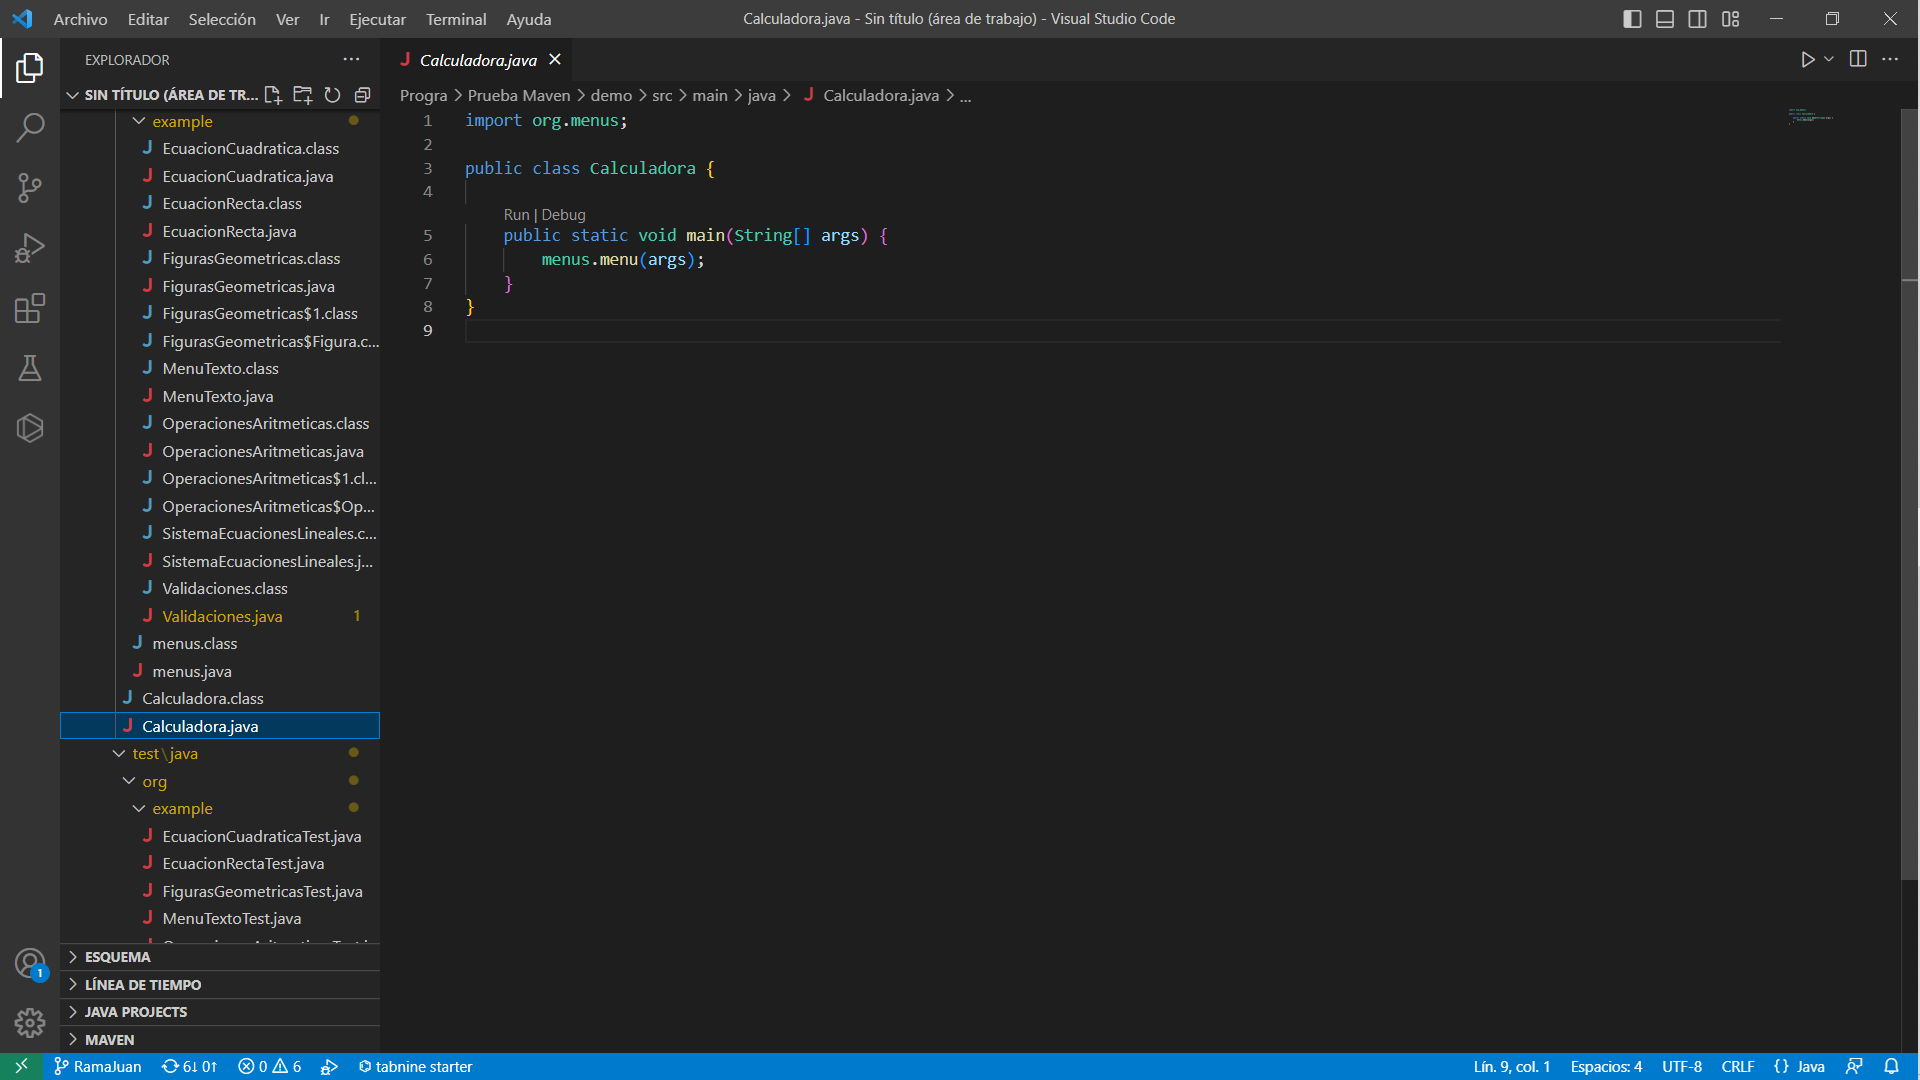 Archivo Editar Selección Ver Ir Ejecutar Terminal Ayuda
Calculadora.java - Sin título (área de trabajo) - Visual Studio Code
EXPLORADOR
SIN TÍTULO (ÁREA DE TR...
example
EcuacionCuadratica.class
EcuacionCuadratica.java
EcuacionRecta.class
EcuacionRecta.java
FigurasGeometricas.class
FigurasGeometricas.java
FigurasGeometricas$1.class
FigurasGeometricas$Figura.c...
MenuTexto.class
MenuTexto.java
OperacionesAritmeticas.class
OperacionesAritmeticas.java
OperacionesAritmeticas$1.cl...
OperacionesAritmeticas$Op...
SistemaEcuacionesLineales.c...
SistemaEcuacionesLineales.j...
Validaciones.class
Validaciones.java 1
menus.class
menus.java
Calculadora.class
Calculadora.java
test\java
org
example
EcuacionCuadraticaTest.java
EcuacionRectaTest.java
FigurasGeometricasTest.java
MenuTextoTest.java
ESQUEMA
LÍNEA DE TIEMPO
JAVA PROJECTS
MAVEN
Calculadora.java
Progra > Prueba Maven > demo > src > main > java > Calculadora.java > ...
1 import org.menus;
2
3 public class Calculadora {
4
Run | Debug
5 public static void main(String[] args) {
6 menus.menu(args);
7 }
8 }
9
1
RamaJuan 6↓ 0↑ 0 6 tabnine starter
Lín. 9, col. 1 Espacios: 4 UTF-8 CRLF {} Java